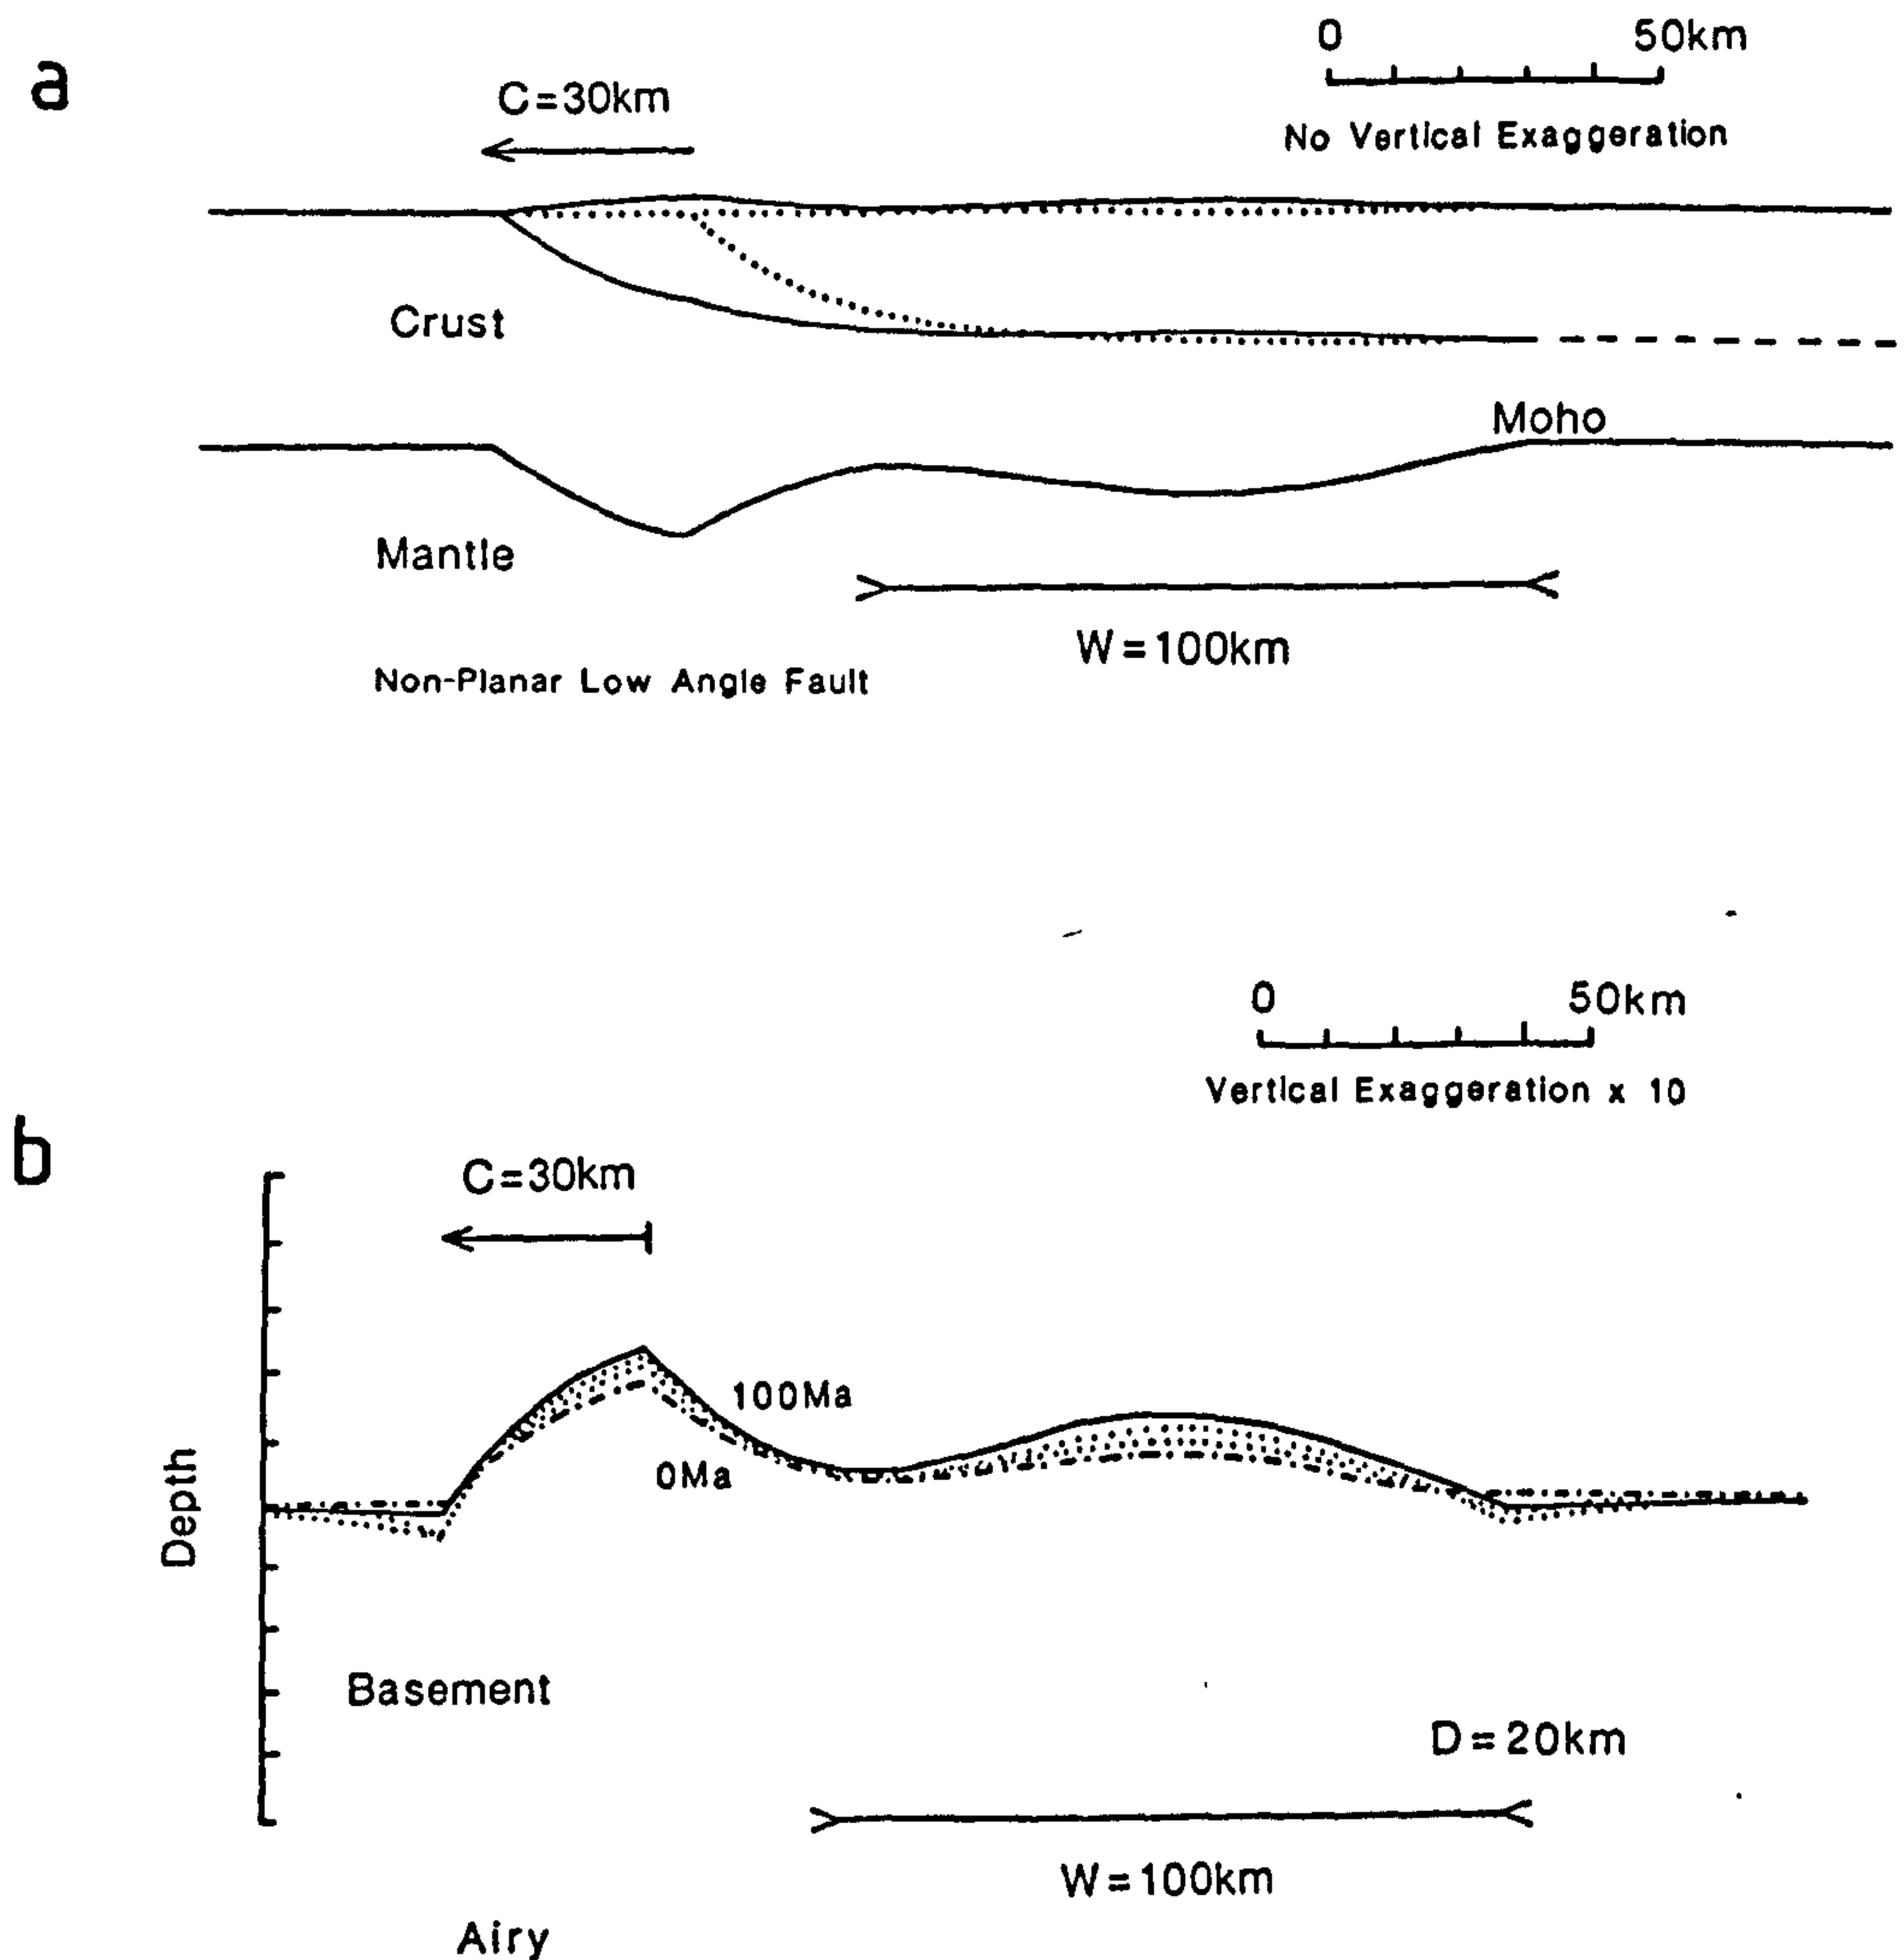 a
0 50km
No Vertical Exaggeration
C=30km
Crust
Moho
Mantle
W=100km
Non-Planar Low Angle Fault
0 50km
Vertical Exaggeration x 10
b
C=30km
100Ma
0Ma
Depth
Basement
D=20km
W=100km
Airy